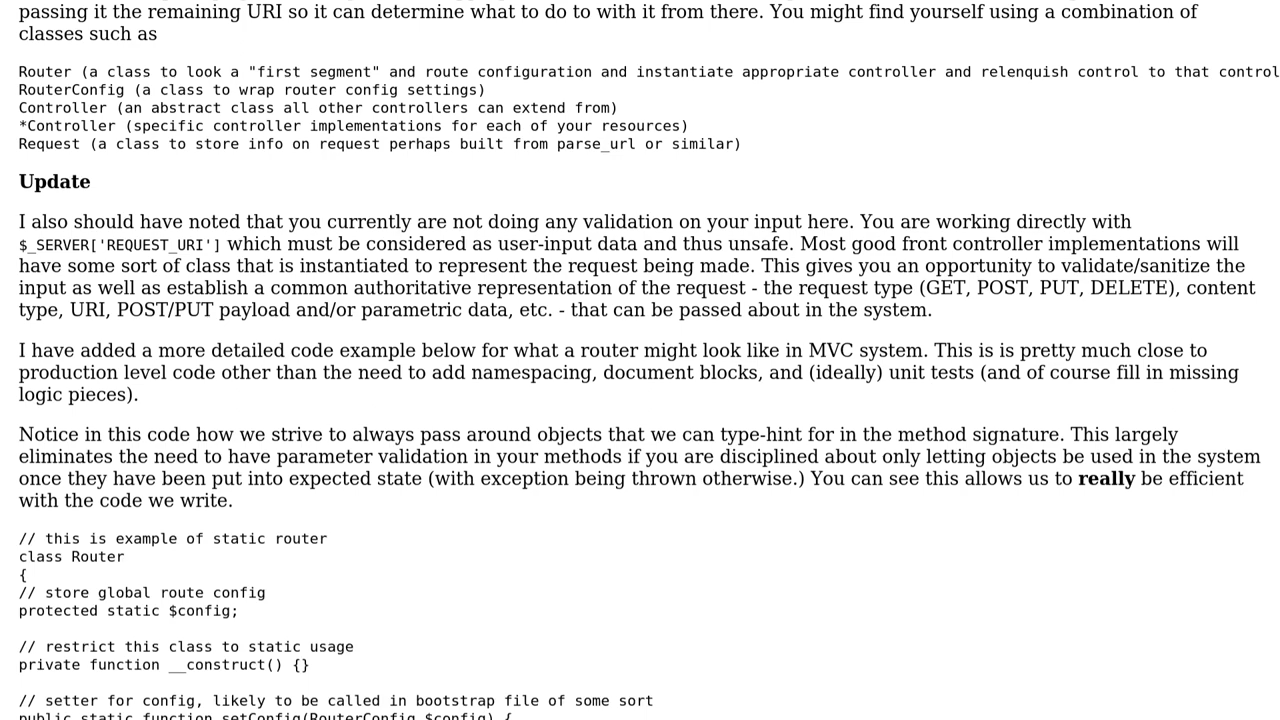 passing it the remaining URI so it can determine what to do to with it from there. You might find yourself using a combination of
classes such as
Router (a class to look a "first segment" and route configuration and instantiate appropriate controller and relenquish control to that control
RouterConfig (a class to wrap router config settings)
Controller (an abstract class all other controllers can extend from)
*Controller (specific controller implementations for each of your resources)
Request (a class to store info on request perhaps built from parse_url or similar)
Update
I also should have noted that you currently are not doing any validation on your input here. You are working directly with
$_SERVER['REQUEST_URI'] which must be considered as user-input data and thus unsafe. Most good front controller implementations will
have some sort of class that is instantiated to represent the request being made. This gives you an opportunity to validate/sanitize the
input as well as establish a common authoritative representation of the request - the request type (GET, POST, PUT, DELETE), content
type, URI, POST/PUT payload and/or parametric data, etc. - that can be passed about in the system.
I have added a more detailed code example below for what a router might look like in MVC system. This is is pretty much close to
production level code other than the need to add namespacing, document blocks, and (ideally) unit tests (and of course fill in missing
logic pieces).
Notice in this code how we strive to always pass around objects that we can type-hint for in the method signature. This largely
eliminates the need to have parameter validation in your methods if you are disciplined about only letting objects be used in the system
once they have been put into expected state (with exception being thrown otherwise.) You can see this allows us to really be efficient
with the code we write.
// this is example of static router
class Router
{
// store global route config
protected static $config;
// restrict this class to static usage
private function __construct() {}
// setter for config, likely to be called in bootstrap file of some sort
public static function setConfig(RouterConfig $config) {